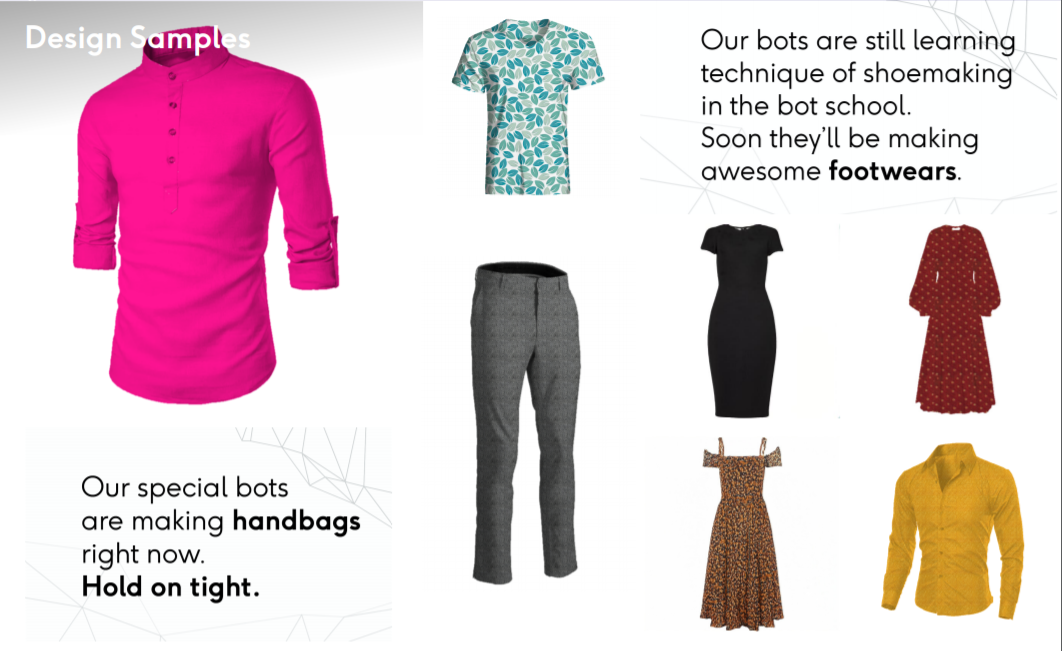 Design Samples
Our bots are still learning
technique of shoemaking
in the bot school.
Soon they'll be making
awesome footwears.
Our special bots
are making handbags
right now.
Hold on tight.